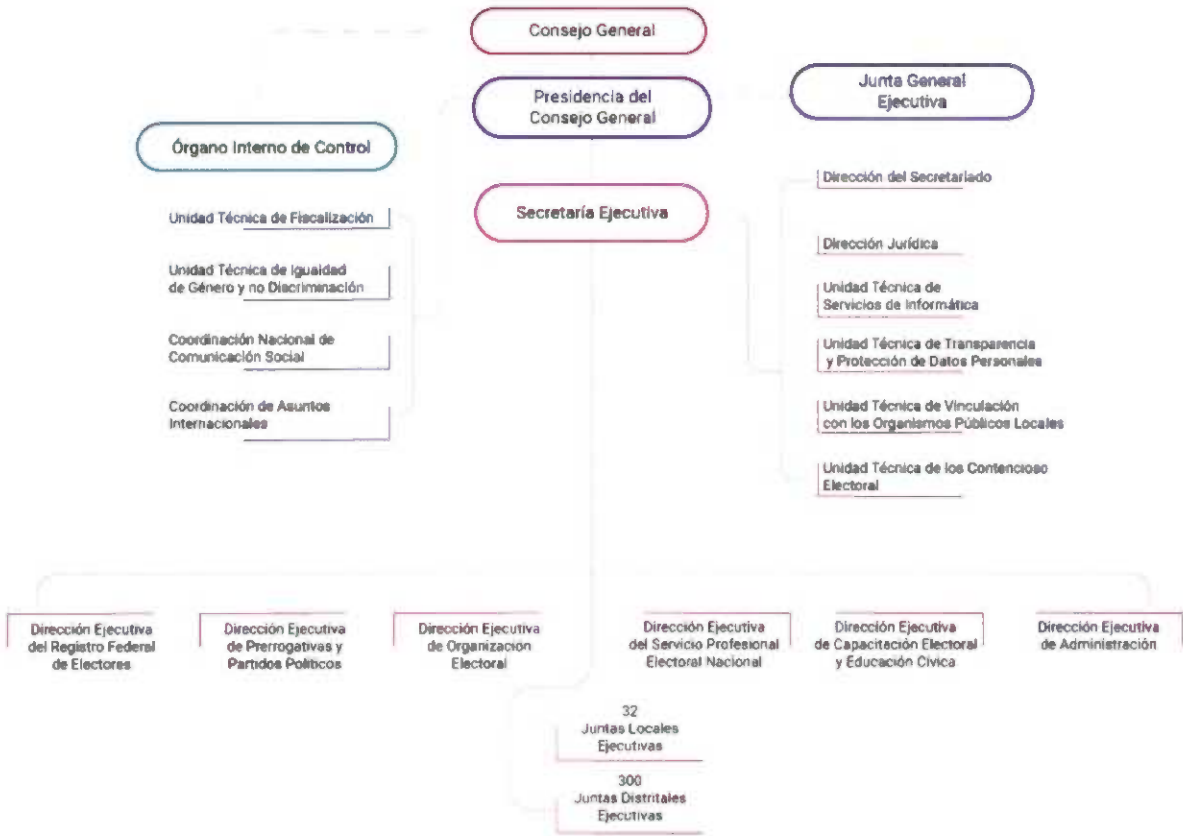 Consejo General
Presidencia del
Consejo General
Junta General
Ejecutiva
Órgano Interno de Control
Secretaría Ejecutiva
Unidad Técnica de Fiscalización
Unidad Técnica de Igualdad
de Género y no Discriminación
Coordinación Nacional de
Comunicación Social
Coordinación de Asuntos
Internacionales
Dirección del Secretariado
Dirección Jurídica
Unidad Técnica de
Servicios de Informática
Unidad Técnica de Transparencia
y Protección de Datos Personales
Unidad Técnica de Vinculación
con los Organismos Públicos Locales
Unidad Técnica de los Contencioso
Electoral
Dirección Ejecutiva
del Registro Federal
de Electores
Dirección Ejecutiva
de Prerrogativas y
Partidos Políticos
Dirección Ejecutiva
de Organización
Electoral
Dirección Ejecutiva
del Servicio Profesional
Electoral Nacional
Dirección Ejecutiva
de Capacitación Electoral
y Educación Cívica
Dirección Ejecutiva
de Administración
32
Juntas Locales
Ejecutivas
300
Juntas Distritales
Ejecutivas